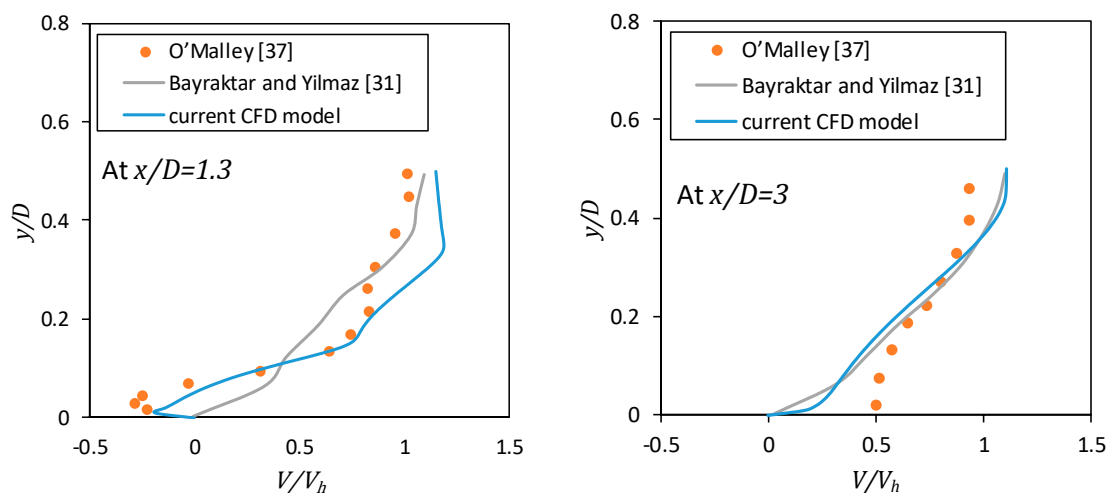 0.8
O’Malley [37]
Bayraktar and Yilmaz [31]
current CFD model
0.6
At x/D=1.3
y/D
0.4
0.2
0
-0.5 0 0.5 1 1.5
V/Vh
0.8
O’Malley [37]
Bayraktar and Yilmaz [31]
current CFD model
0.6
At x/D=3
y/D
0.4
0.2
0
-0.5 0 0.5 1 1.5
V/Vh